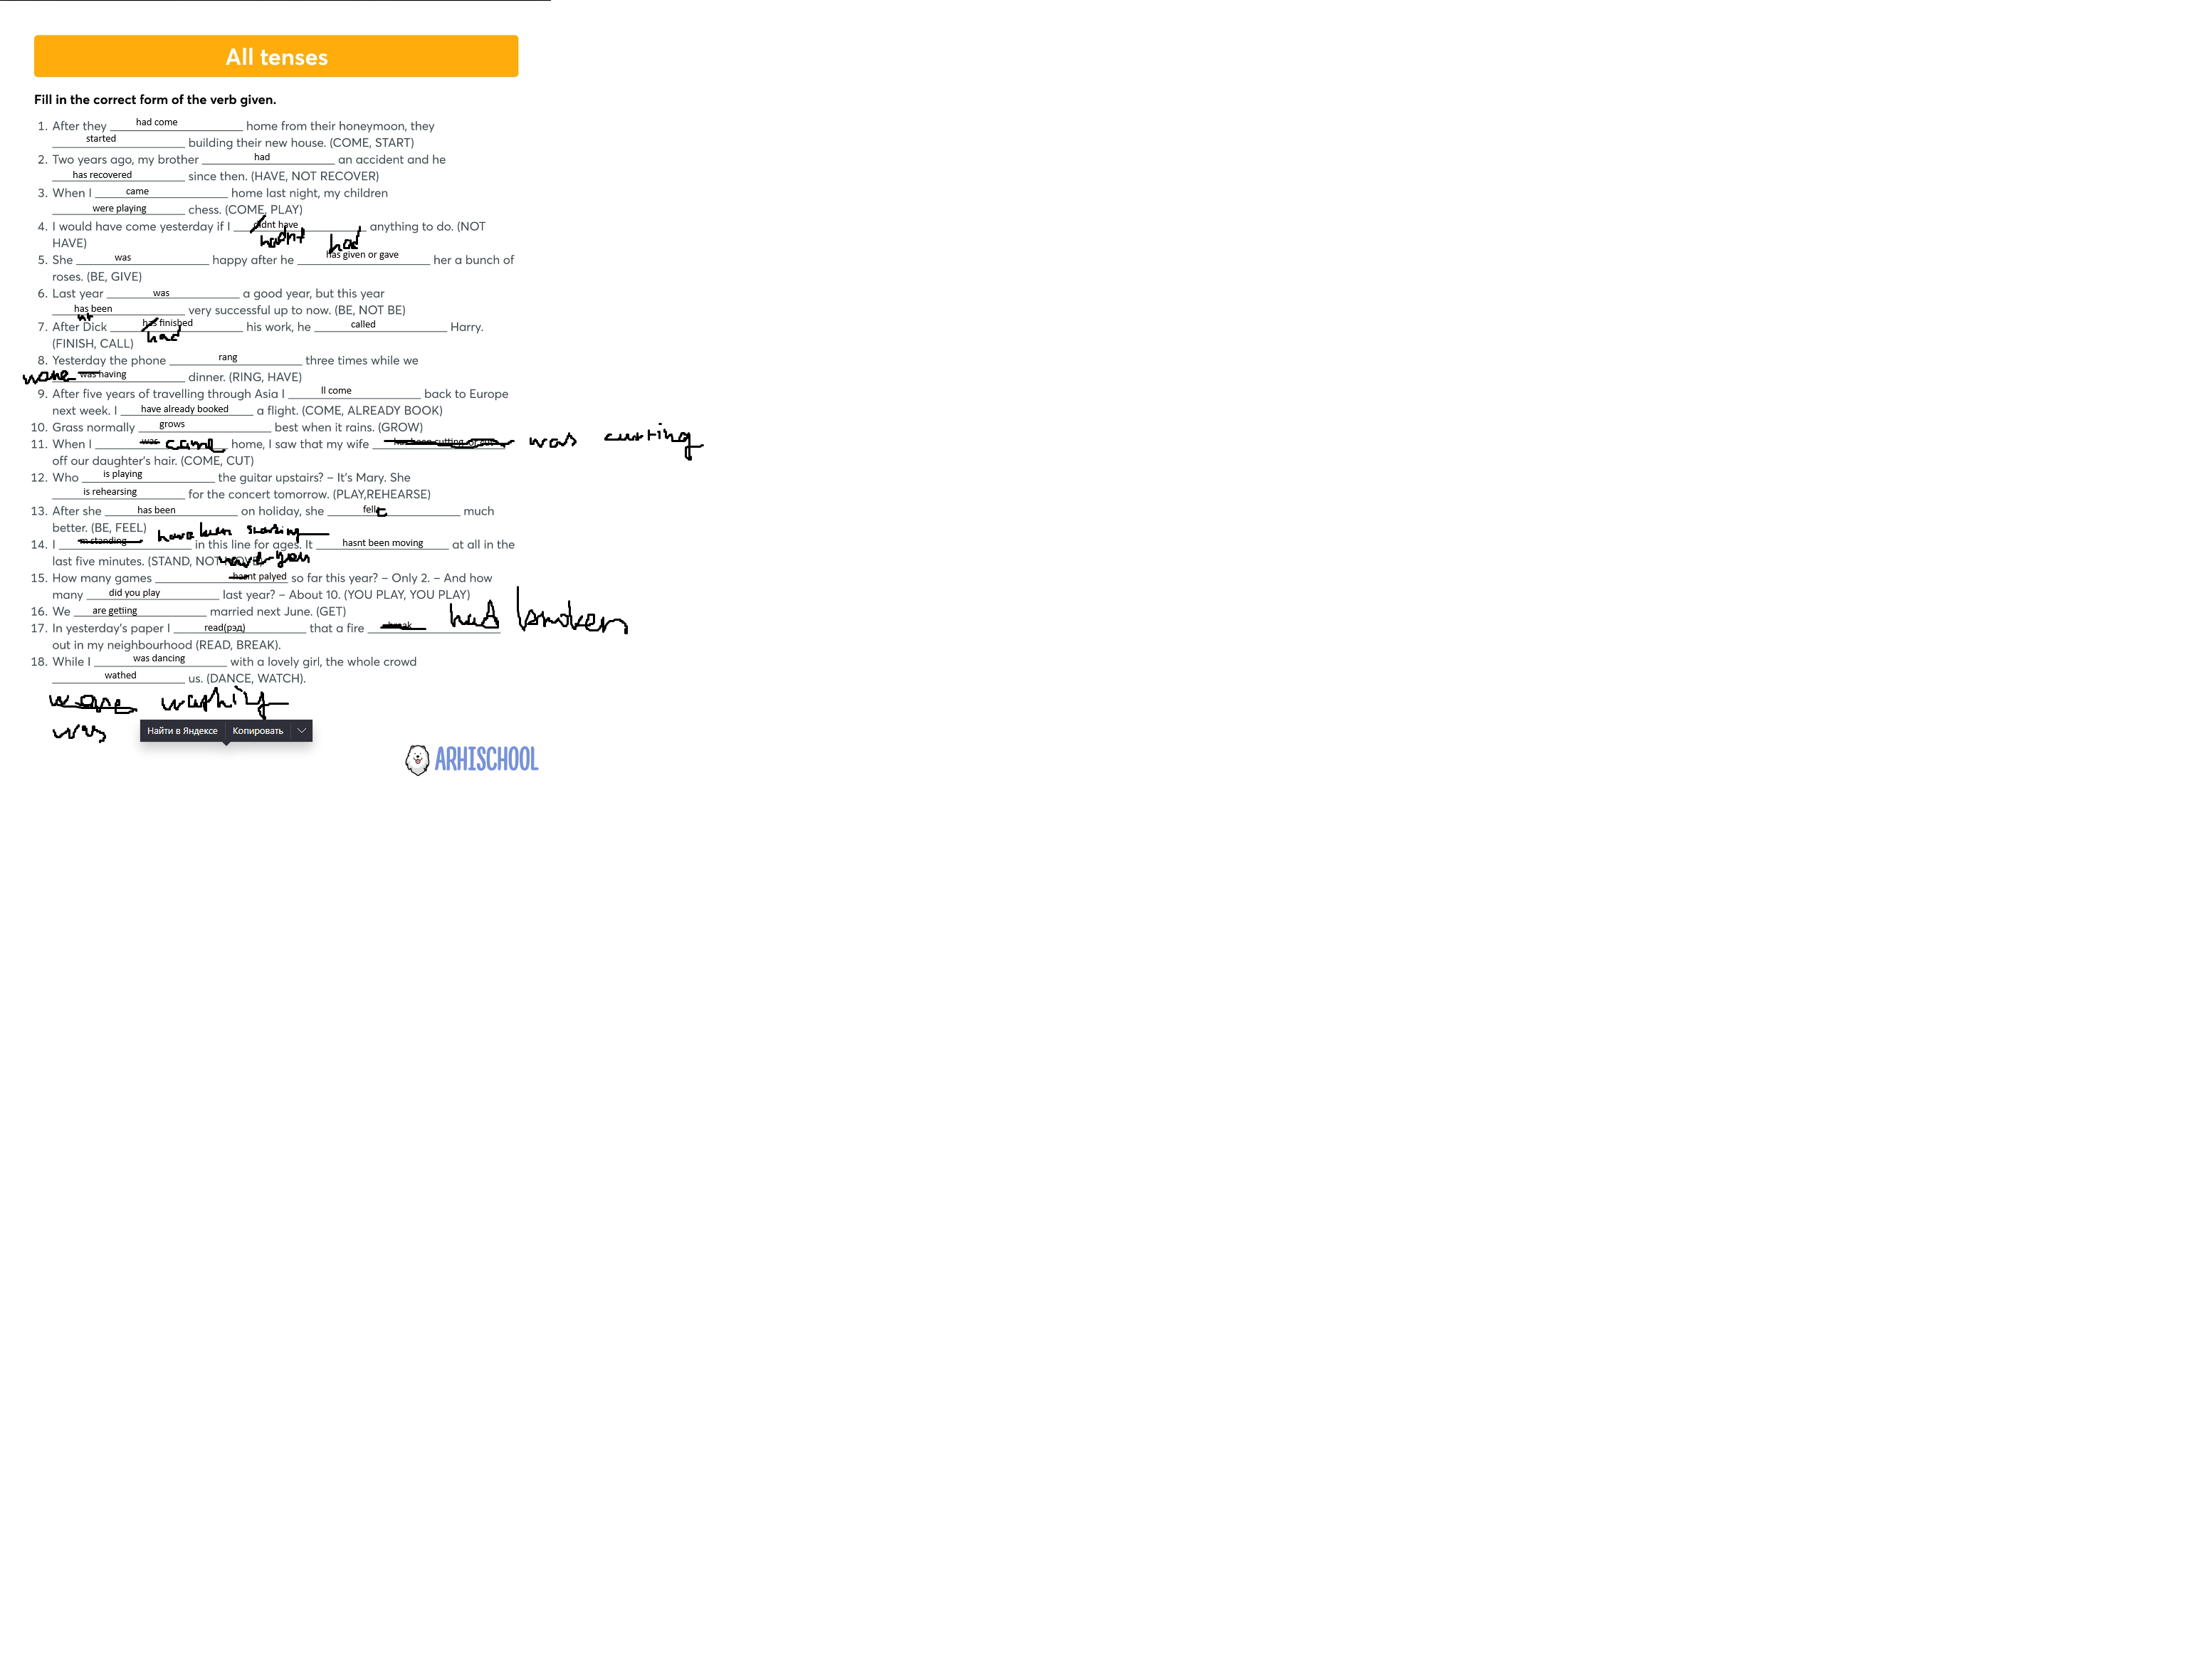 All tenses
Fill in the correct form of the verb given.
1. After they had come home from their honeymoon, they
started building their new house. (COME, START)
2. Two years ago, my brother had an accident and he
has recovered since then. (HAVE, NOT RECOVER)
3. When I came home last night, my children
were playing chess. (COME, PLAY)
4. I would have come yesterday if I didnt have anything to do. (NOT
hadnt had
HAVE)
5. She was happy after he has given or gave her a bunch of
roses. (BE, GIVE)
6. Last year was a good year, but this year
has been very successful up to now. (BE, NOT BE)
nt
7. After Dick has finished his work, he called Harry.
had
(FINISH, CALL)
8. Yesterday the phone rang three times while we
were was having dinner. (RING, HAVE)
9. After five years of travelling through Asia I ll come back to Europe
next week. I have already booked a flight. (COME, ALREADY BOOK)
10. Grass normally grows best when it rains. (GROW)
11. When I was came home, I saw that my wife has been cutting or cut was cutting
off our daughter's hair. (COME, CUT)
12. Who is playing the guitar upstairs? – It's Mary. She
is rehearsing for the concert tomorrow. (PLAY,REHEARSE)
13. After she has been on holiday, she fell t much
better. (BE, FEEL)
have been
14. I m standing in this line for ages. It hasnt been moving at all in the
last five minutes. (STAND, NOT MOVE)
have you
15. How many games hasnt palyed so far this year? – Only 2. – And how
many did you play last year? – About 10. (YOU PLAY, YOU PLAY)
16. We are getiing married next June. (GET)
17. In yesterday's paper I read(рэд) that a fire break had broken
out in my neighbourhood (READ, BREAK).
18. While I was dancing with a lovely girl, the whole crowd
wathed us. (DANCE, WATCH).
were
was
Найти в Яндексе Копировать
ARHISCHOOL